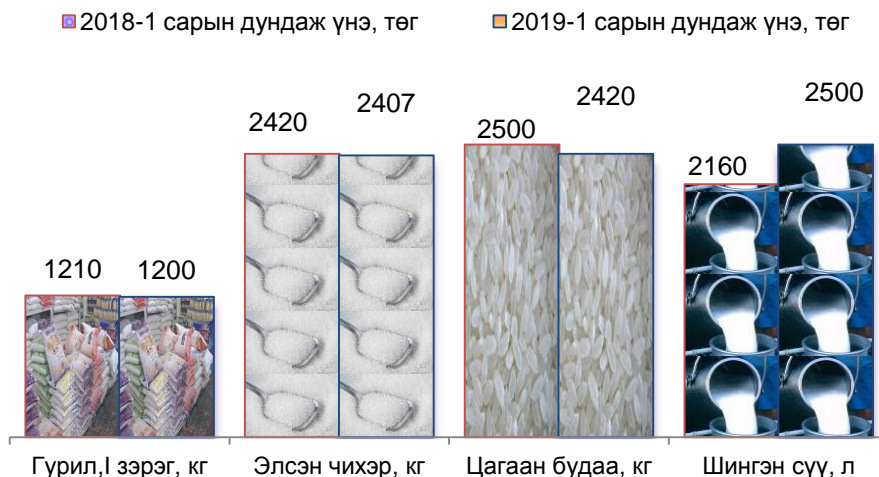 2018-1 сарын дундаж үнэ, төг 2019-1 сарын дундаж үнэ, төг
1210 1200 2420 2407 2500 2420 2160 2500
Гурил,I зэрэг, кг Элсэн чихэр, кг Цагаан будаа, кг Шингэн сүү, л